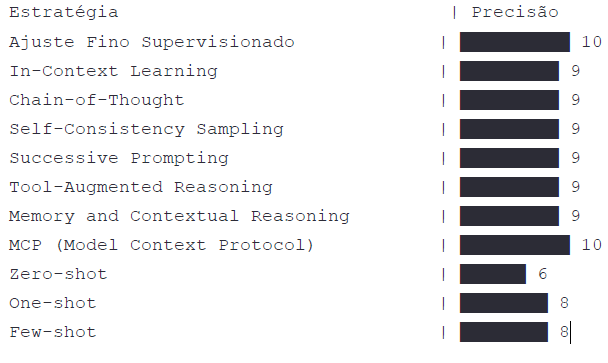 Estratégia | Precisão
Ajuste Fino Supervisionado | ██████████ 10
In-Context Learning | █████████ 9
Chain-of-Thought | █████████ 9
Self-Consistency Sampling | █████████ 9
Successive Prompting | █████████ 9
Tool-Augmented Reasoning | █████████ 9
Memory and Contextual Reasoning | █████████ 9
MCP (Model Context Protocol) | ██████████ 10
Zero-shot | ██████ 6
One-shot | ████████ 8
Few-shot | ████████ 8